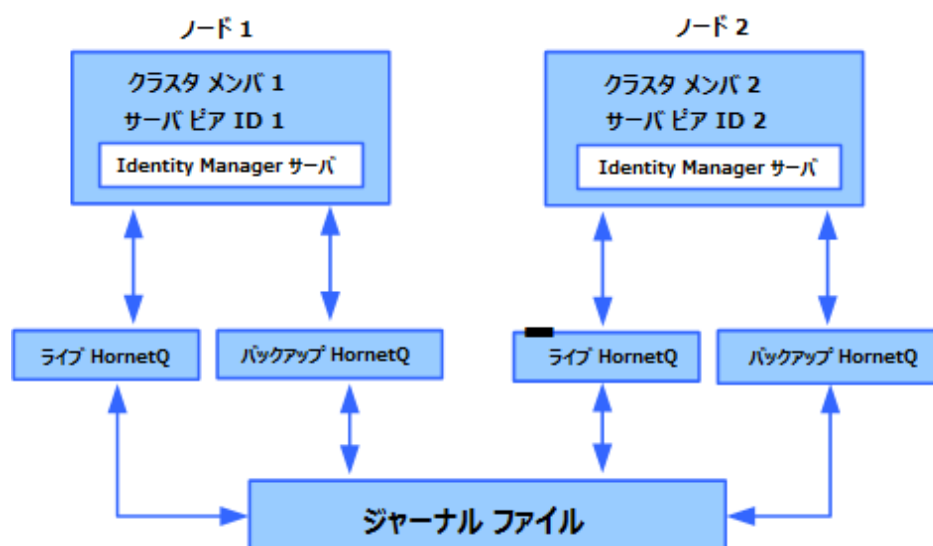 ノード 1
クラスタ メンバ 1
サーバ ピア ID 1
Identity Manager サーバ
ノード 2
クラスタ メンバ 2
サーバ ピア ID 2
Identity Manager サーバ
ライブ HornetQ
バックアップ HornetQ
ライブ HornetQ
バックアップ HornetQ
ジャーナル ファイル